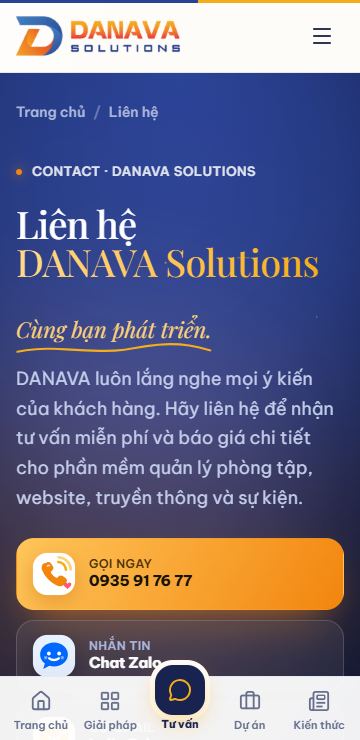 DANAVA
SOLUTIONS
Trang chủ / Liên hệ
CONTACT · DANAVA SOLUTIONS
Liên hệ
DANAVA Solutions
Cùng bạn phát triển.
DANAVA luôn lắng nghe mọi ý kiến
của khách hàng. Hãy liên hệ để nhận
tư vấn miễn phí và báo giá chi tiết
cho phần mềm quản lý phòng tập,
website, truyền thông và sự kiện.
GỌI NGAY
0935 91 76 77
NHẮN TIN
Chat Zalo
Trang chủ Giải pháp Tư vấn Dự án Kiến thức